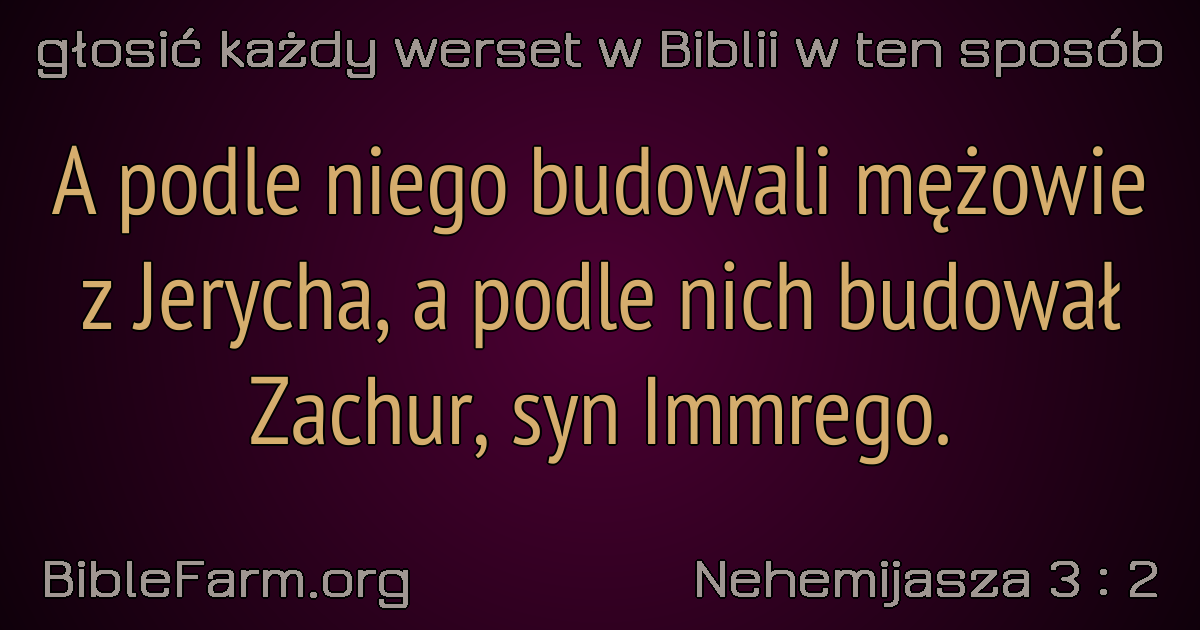 głosić każdy werset w Biblii w ten sposób
A podle niego budowali mężowie
z Jerycha, a podle nich budował
Zachur, syn Immrego.
BibleFarm.org
Nehemijasza 3 : 2